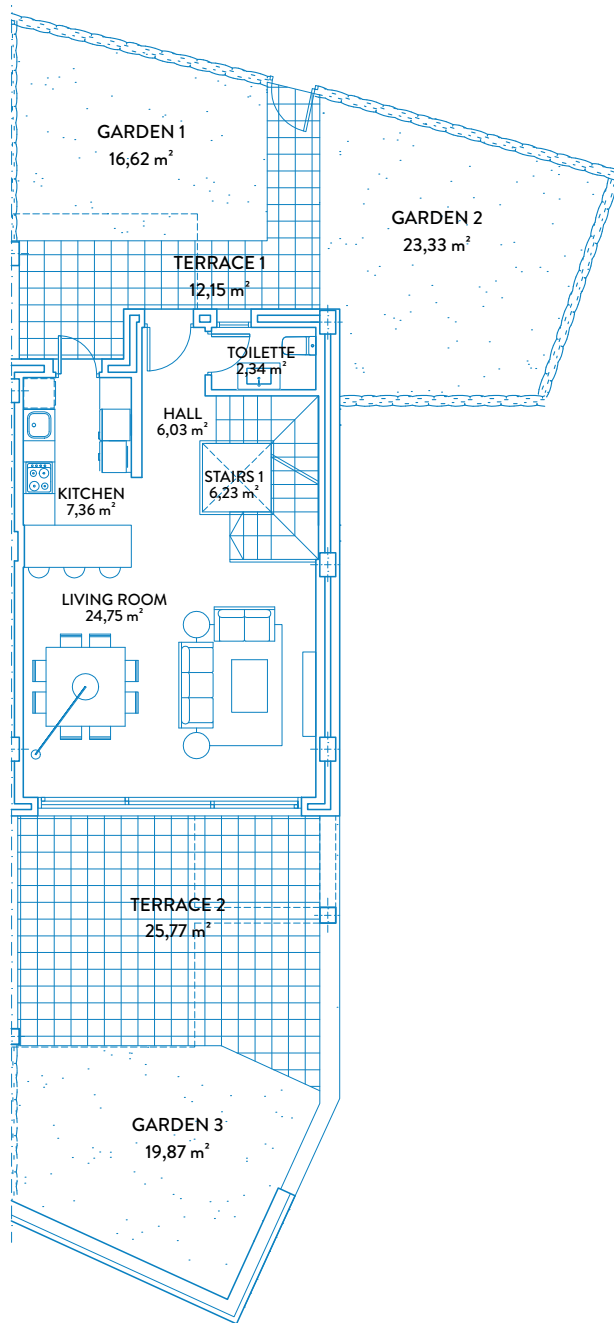 GARDEN 1
16,62 m²
GARDEN 2
23,33 m²
TERRACE 1
12,15 m²
TOILETTE
2,34 m²
HALL
6,03 m²
STAIRS 1
6,23 m²
KITCHEN
7,36 m²
LIVING ROOM
24,75 m²
TERRACE 2
25,77 m²
GARDEN 3
19,87 m²